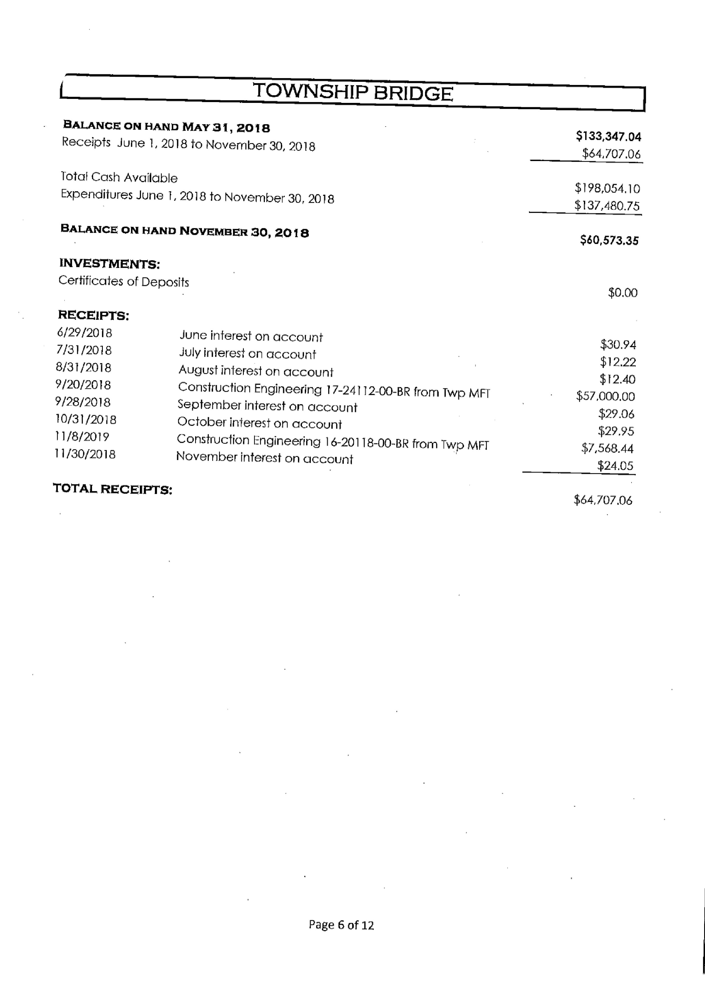 TOWNSHIP BRIDGE
BALANCE ON HAND MAY 31, 2018 $133,347.04
Receipts June 1, 2018 to November 30, 2018 $64,707.06
Total Cash Available $198,054.10
Expenditures June 1, 2018 to November 30, 2018 $137,480.75
BALANCE ON HAND NOVEMBER 30, 2018 $60,573.35
INVESTMENTS:
Certificates of Deposits $0.00
RECEIPTS:
6/29/2018 June interest on account $30.94
7/31/2018 July interest on account $12.22
8/31/2018 August interest on account $12.40
9/20/2018 Construction Engineering 17-24112-00-BR from Twp MFT $57,000.00
9/28/2018 September interest on account $29.06
10/31/2018 October interest on account $29.95
11/8/2019 Construction Engineering 16-20118-00-BR from Twp MFT $7,568.44
11/30/2018 November interest on account $24.05
TOTAL RECEIPTS: $64,707.06
Page 6 of 12